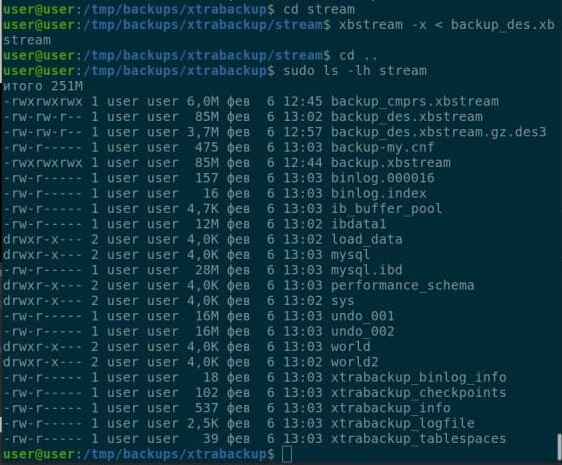 user@user:/tmp/backups/xtrabackup$ cd stream
user@user:/tmp/backups/xtrabackup/stream$ xbstream -x < backup_des.xb
stream
user@user:/tmp/backups/xtrabackup/stream$ cd ..
user@user:/tmp/backups/xtrabackup$ sudo ls -lh stream
итого 251M
-rwxrwxrwx 1 user user 6,0M фев  6 12:45 backup_cmprs.xbstream
-rw-rw-r-- 1 user user  85M фев  6 13:02 backup_des.xbstream
-rw-rw-r-- 1 user user 3,7M фев  6 12:57 backup_des.xbstream.gz.des3
-rw-r----- 1 user user  475 фев  6 13:03 backup-my.cnf
-rwxrwxrwx 1 user user  85M фев  6 12:44 backup.xbstream
-rw-r----- 1 user user  157 фев  6 13:03 binlog.000016
-rw-r----- 1 user user   16 фев  6 13:03 binlog.index
-rw-r----- 1 user user 4,7K фев  6 13:03 ib_buffer_pool
-rw-r----- 1 user user  12M фев  6 13:02 ibdata1
drwxr-x--- 2 user user 4,0K фев  6 13:02 load_data
drwxr-x--- 2 user user 4,0K фев  6 13:03 mysql
-rw-r----- 1 user user  28M фев  6 13:03 mysql.ibd
drwxr-x--- 2 user user 4,0K фев  6 13:03 performance_schema
drwxr-x--- 2 user user 4,0K фев  6 13:02 sys
-rw-r----- 1 user user  16M фев  6 13:03 undo_001
-rw-r----- 1 user user  16M фев  6 13:03 undo_002
drwxr-x--- 2 user user 4,0K фев  6 13:03 world
drwxr-x--- 2 user user 4,0K фев  6 13:02 world2
-rw-r----- 1 user user   18 фев  6 13:03 xtrabackup_binlog_info
-rw-r----- 1 user user  102 фев  6 13:03 xtrabackup_checkpoints
-rw-r----- 1 user user  537 фев  6 13:03 xtrabackup_info
-rw-r----- 1 user user 2,5K фев  6 13:03 xtrabackup_logfile
-rw-r----- 1 user user   39 фев  6 13:03 xtrabackup_tablespaces
user@user:/tmp/backups/xtrabackup$